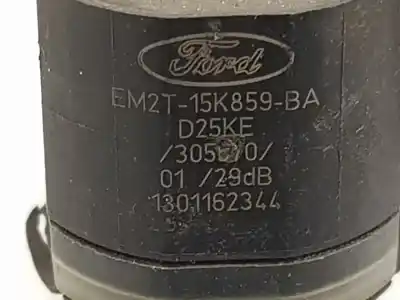 Ford
EM2T-15K859-BA
D25KE
01 /29dB
1301162344